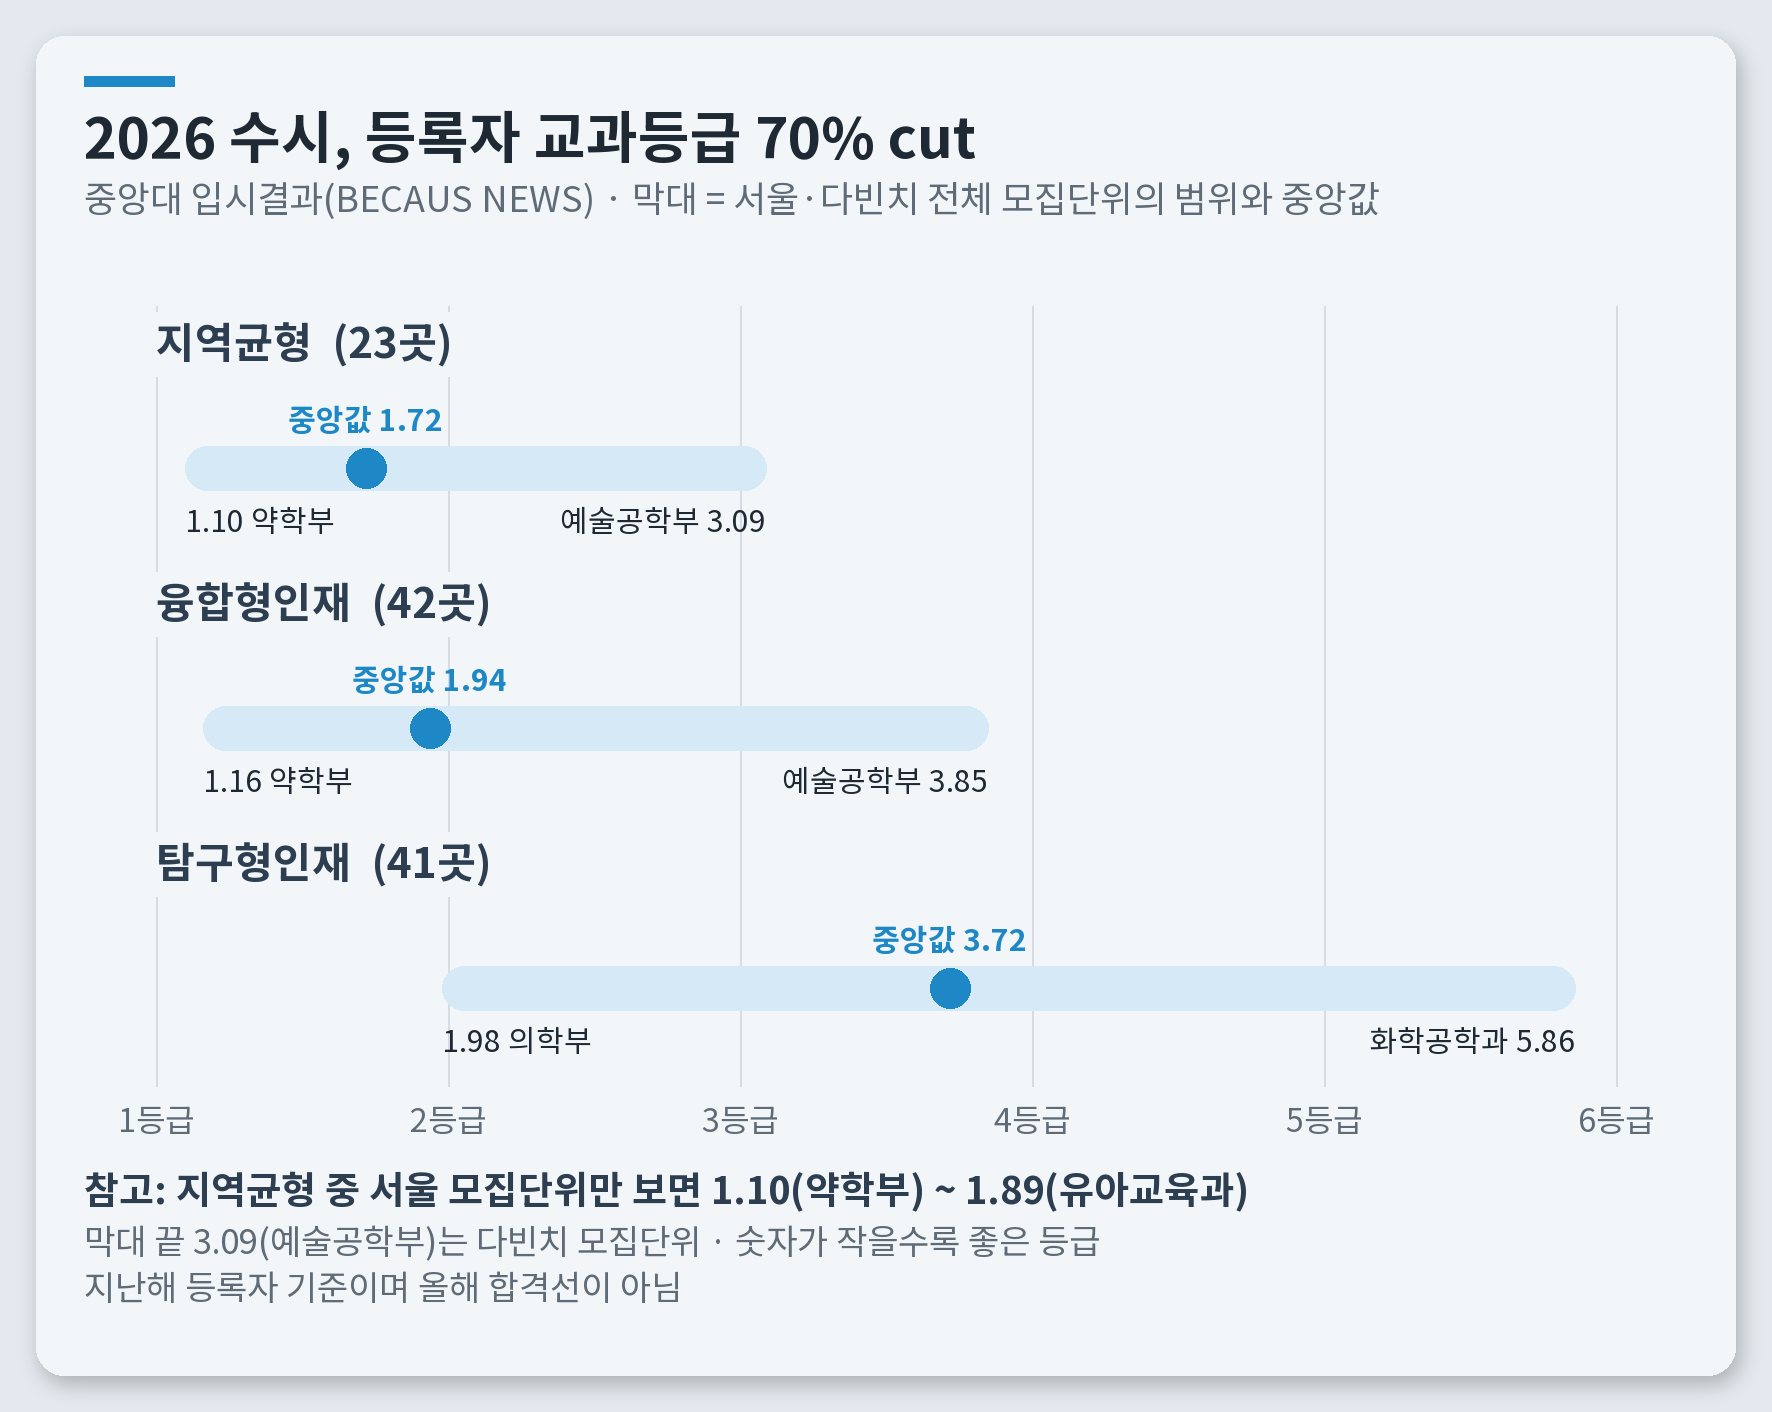 2026 수시, 등록자 교과등급 70% cut
중앙대 입시결과(BECAUS NEWS) · 막대 = 서울·다빈치 전체 모집단위의 범위와 중앙값
지역균형 (23곳)
중앙값 1.72
1.10 약학부
예술공학부 3.09
융합형인재 (42곳)
중앙값 1.94
1.16 약학부
예술공학부 3.85
탐구형인재 (41곳)
중앙값 3.72
1.98 의학부
화학공학과 5.86
1등급 2등급 3등급 4등급 5등급 6등급
참고: 지역균형 중 서울 모집단위만 보면 1.10(약학부) ~ 1.89(유아교육과)
막대 끝 3.09(예술공학부)는 다빈치 모집단위 · 숫자가 작을수록 좋은 등급
지난해 등록자 기준이며 올해 합격선이 아님